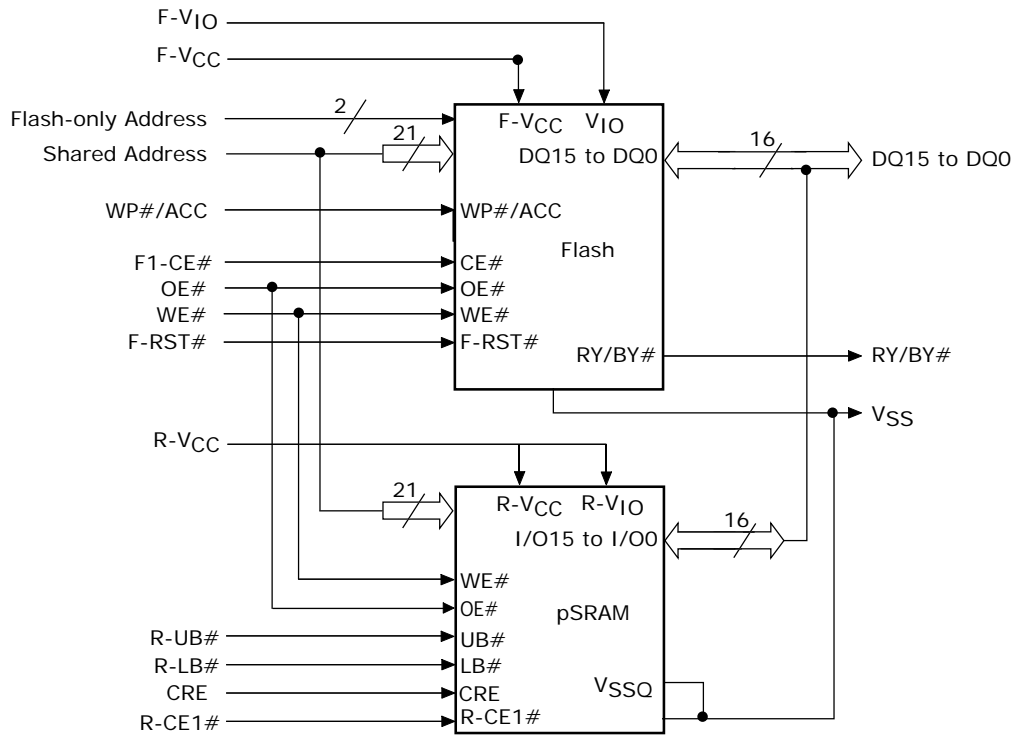 F-VIO
F-VCC
Flash-only Address
2
F-VCC VIO
Shared Address
21
DQ15 to DQ0
16
DQ15 to DQ0
WP#/ACC
WP#/ACC
Flash
F1-CE#
CE#
OE#
OE#
WE#
WE#
F-RST#
F-RST#
RY/BY#
RY/BY#
VSS
R-VCC
21
R-VCC R-VIO
I/O15 to I/O0
16
WE#
OE#
pSRAM
R-UB#
UB#
R-LB#
LB#
VSSQ
CRE
CRE
R-CE1#
R-CE1#